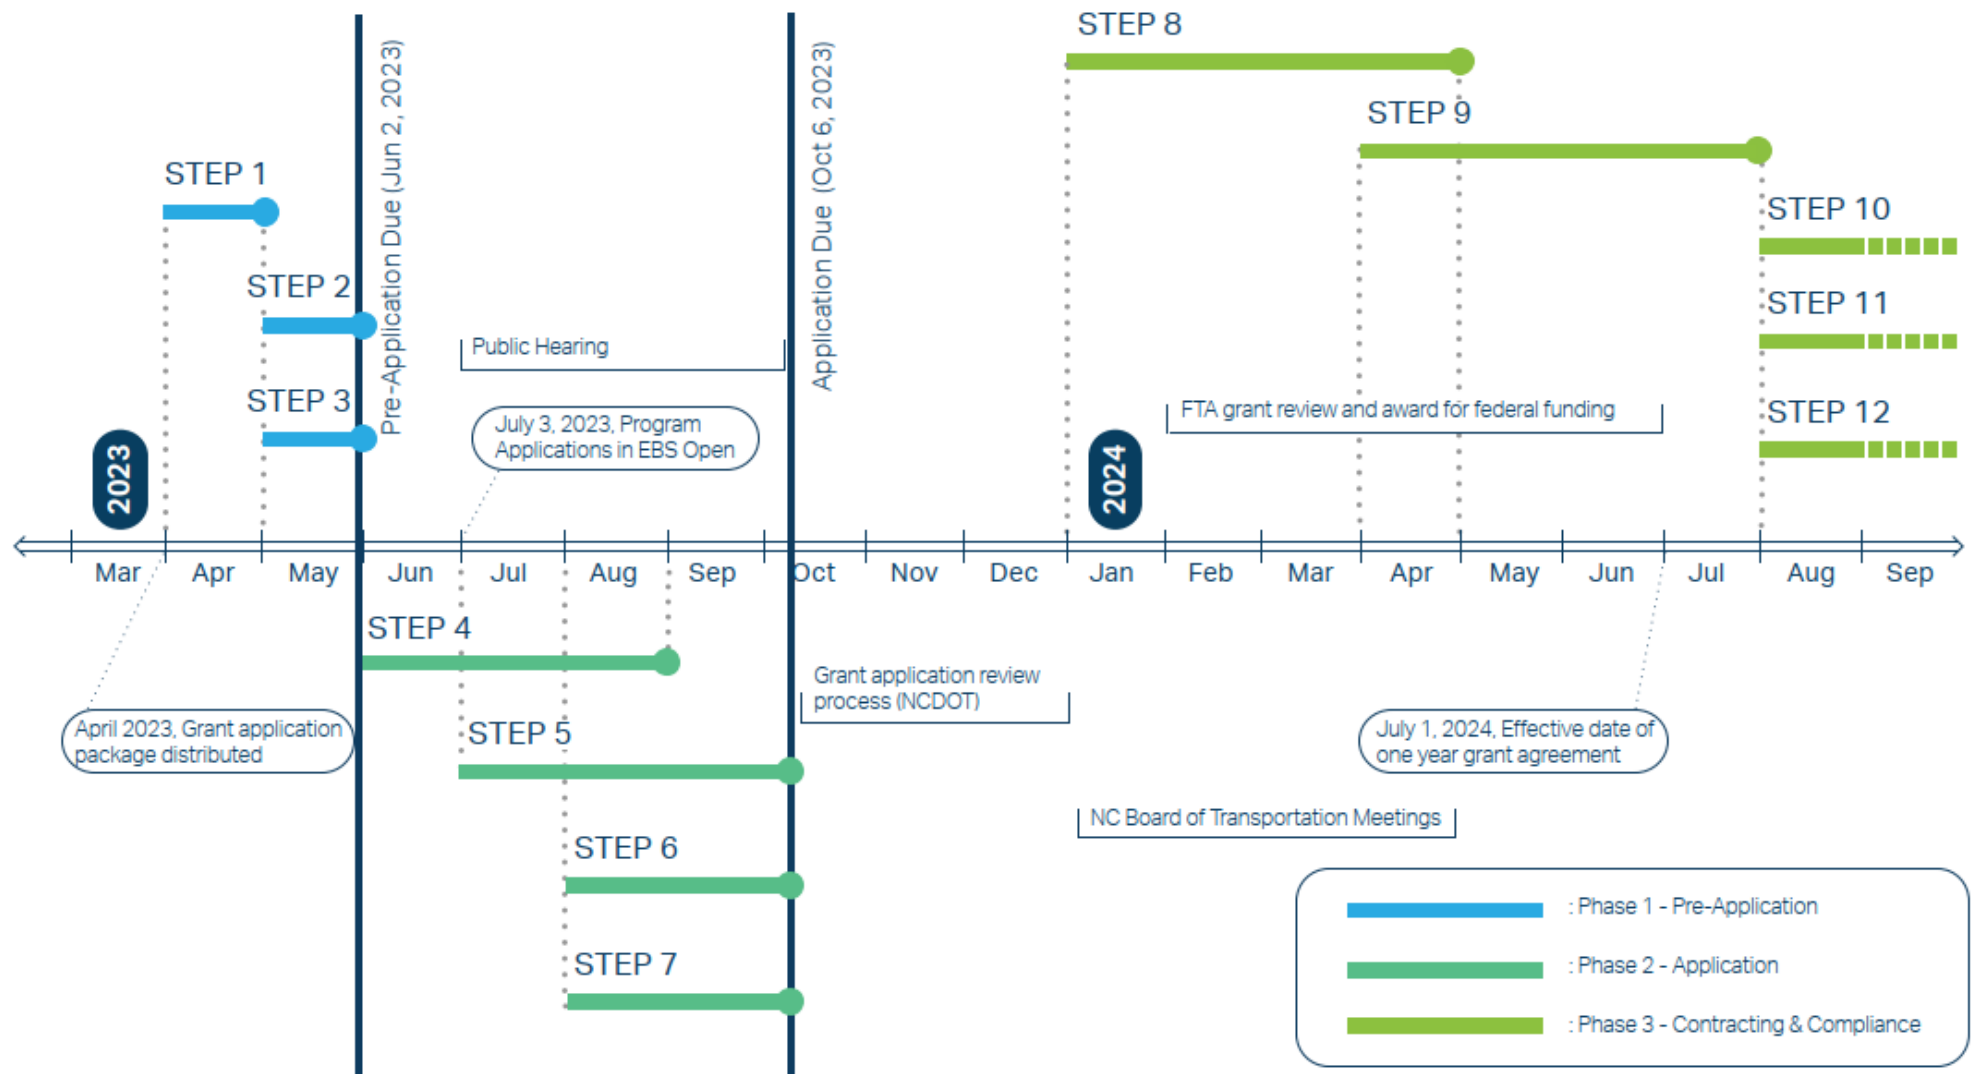 STEP 8
STEP 9
STEP 1
Pre-Application Due (Jun 2, 2023)
Application Due (Oct 6, 2023)
STEP 10
STEP 2
STEP 11
Public Hearing
STEP 3
July 3, 2023, Program
Applications in EBS Open
FTA grant review and award for federal funding
STEP 12
2023
2024
Mar Apr May Jun Jul Aug Sep Oct Nov Dec Jan Feb Mar Apr May Jun Jul Aug Sep
STEP 4
Grant application review
process (NCDOT)
April 2023, Grant application
package distributed
STEP 5
July 1, 2024, Effective date of
one year grant agreement
NC Board of Transportation Meetings
STEP 6
STEP 7
: Phase 1 - Pre-Application
: Phase 2 - Application
: Phase 3 - Contracting & Compliance